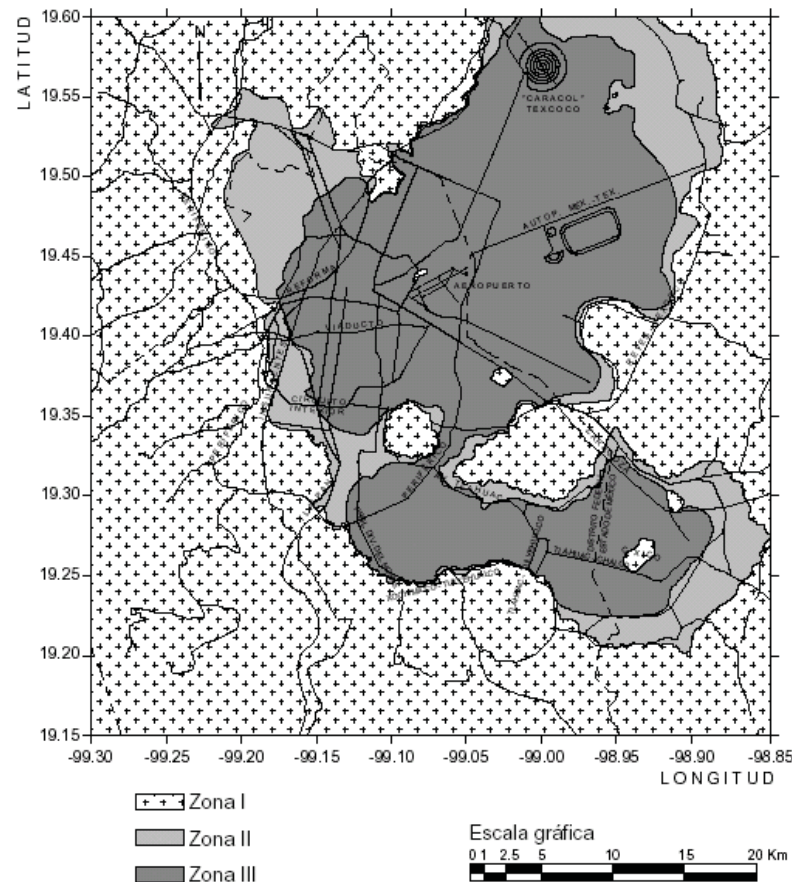 LATITUD
19.60
19.55
19.50
19.45
19.40
19.35
19.30
19.25
19.20
19.15
N
"CARACOL"
TEXCOCO
AUTOP. MEX.-TEX.
AEROPUERTO
REFORMA
VIADUCTO
CIRCUITO
INTERIOR
PERIFERICO
TLAHUAC
-99.30 -99.25 -99.20 -99.15 -99.10 -99.05 -99.00 -98.95 -98.90 -98.85
LONGITUD
Zona I
Zona II
Zona III
Escala gráfica
0 1 2.5 5 10 15 20 Km